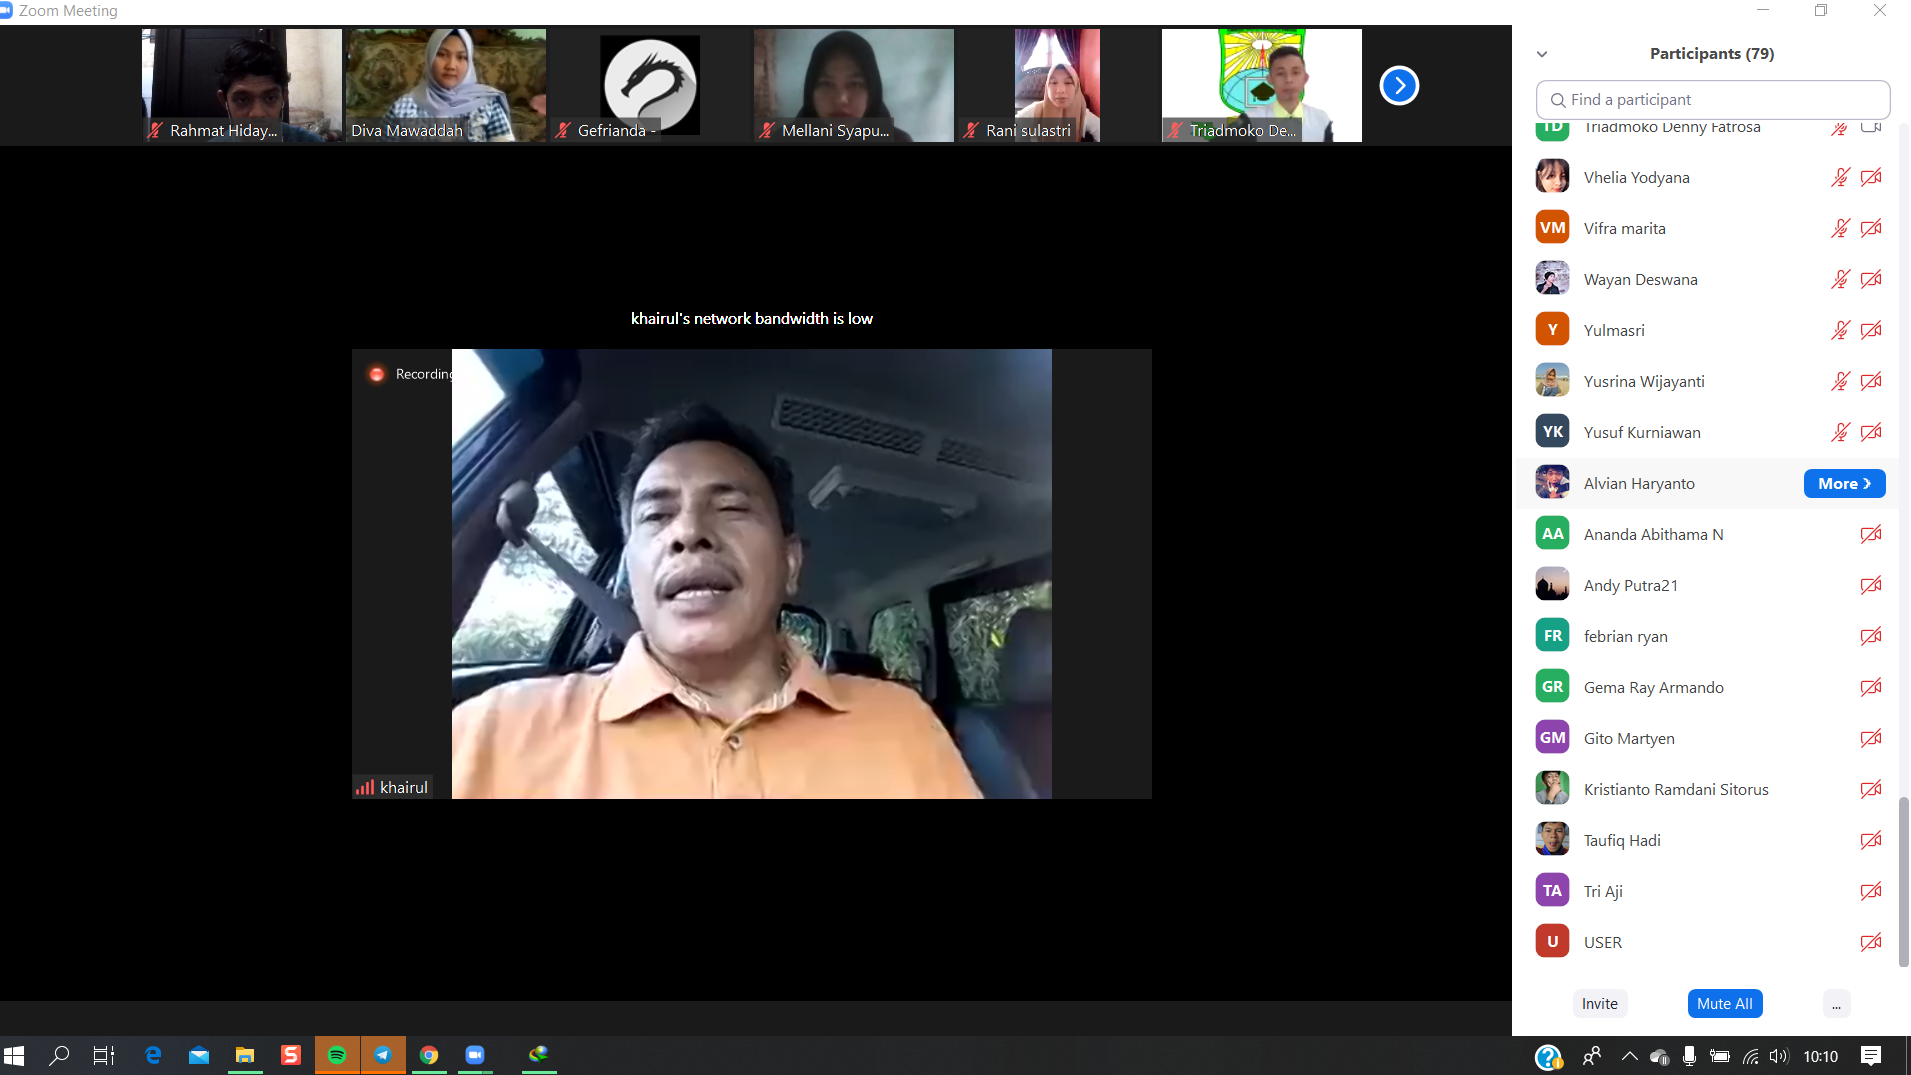 Zoom Meeting
Rahmat Hiday...
Diva Mawaddah
Gefrianda -
Mellani Syapu...
Rani sulastri
Triadmoko De...
khairul's network bandwidth is low
Recording
khairul
Participants (79)
Find a participant
TD Triadmoko Denny Fatrosa
Vhelia Yodyana
VM Vifra marita
Wayan Deswana
Y Yulmasri
Yusrina Wijayanti
YK Yusuf Kurniawan
Alvian Haryanto More
AA Ananda Abithama N
Andy Putra21
FR febrian ryan
GR Gema Ray Armando
GM Gito Martyen
Kristianto Ramdani Sitorus
Taufiq Hadi
TA Tri Aji
U USER
Invite Mute All ...
10:10